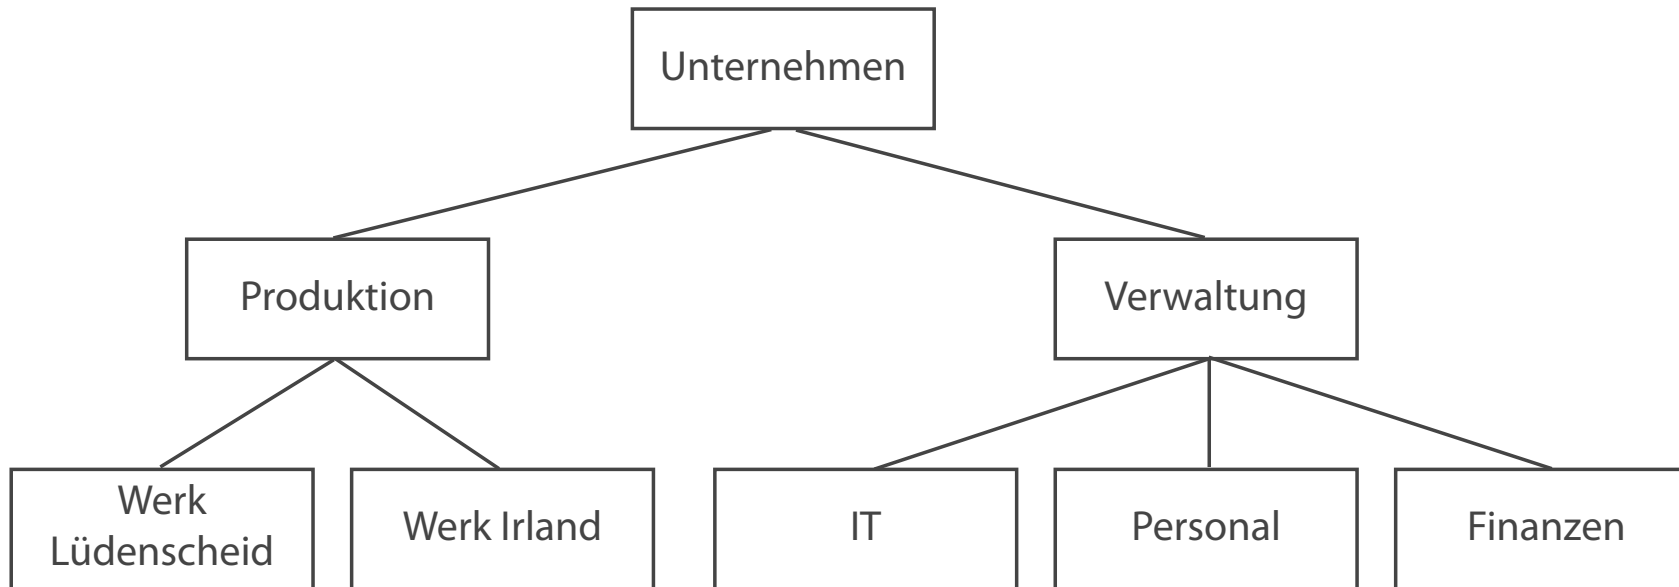 Unternehmen
Produktion
Verwaltung
Werk
Lüdenscheid
Werk Irland
IT
Personal
Finanzen